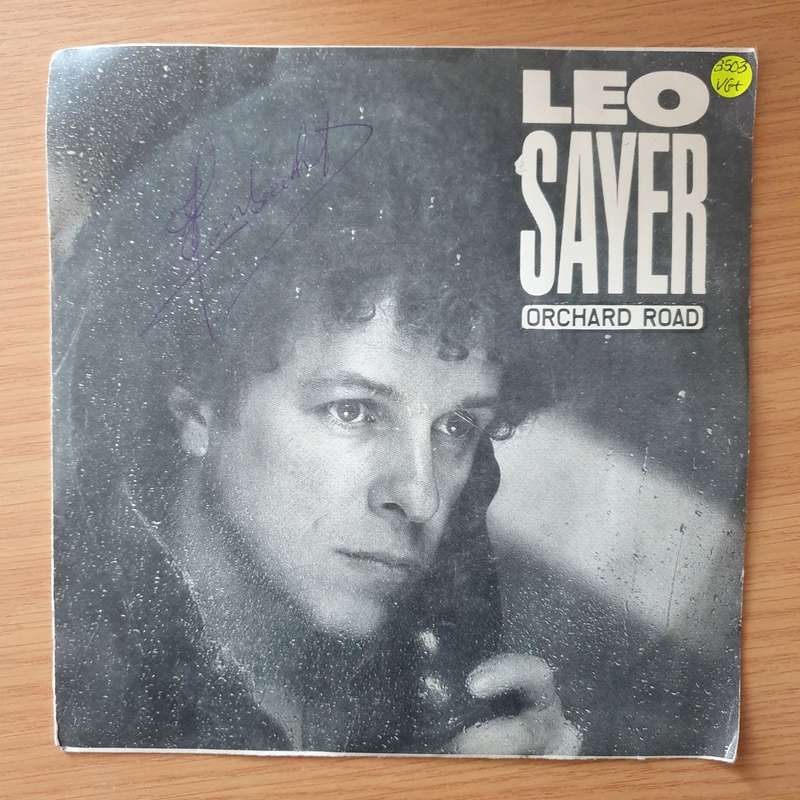 LEO
SAYER
ORCHARD ROAD
3503
VG+